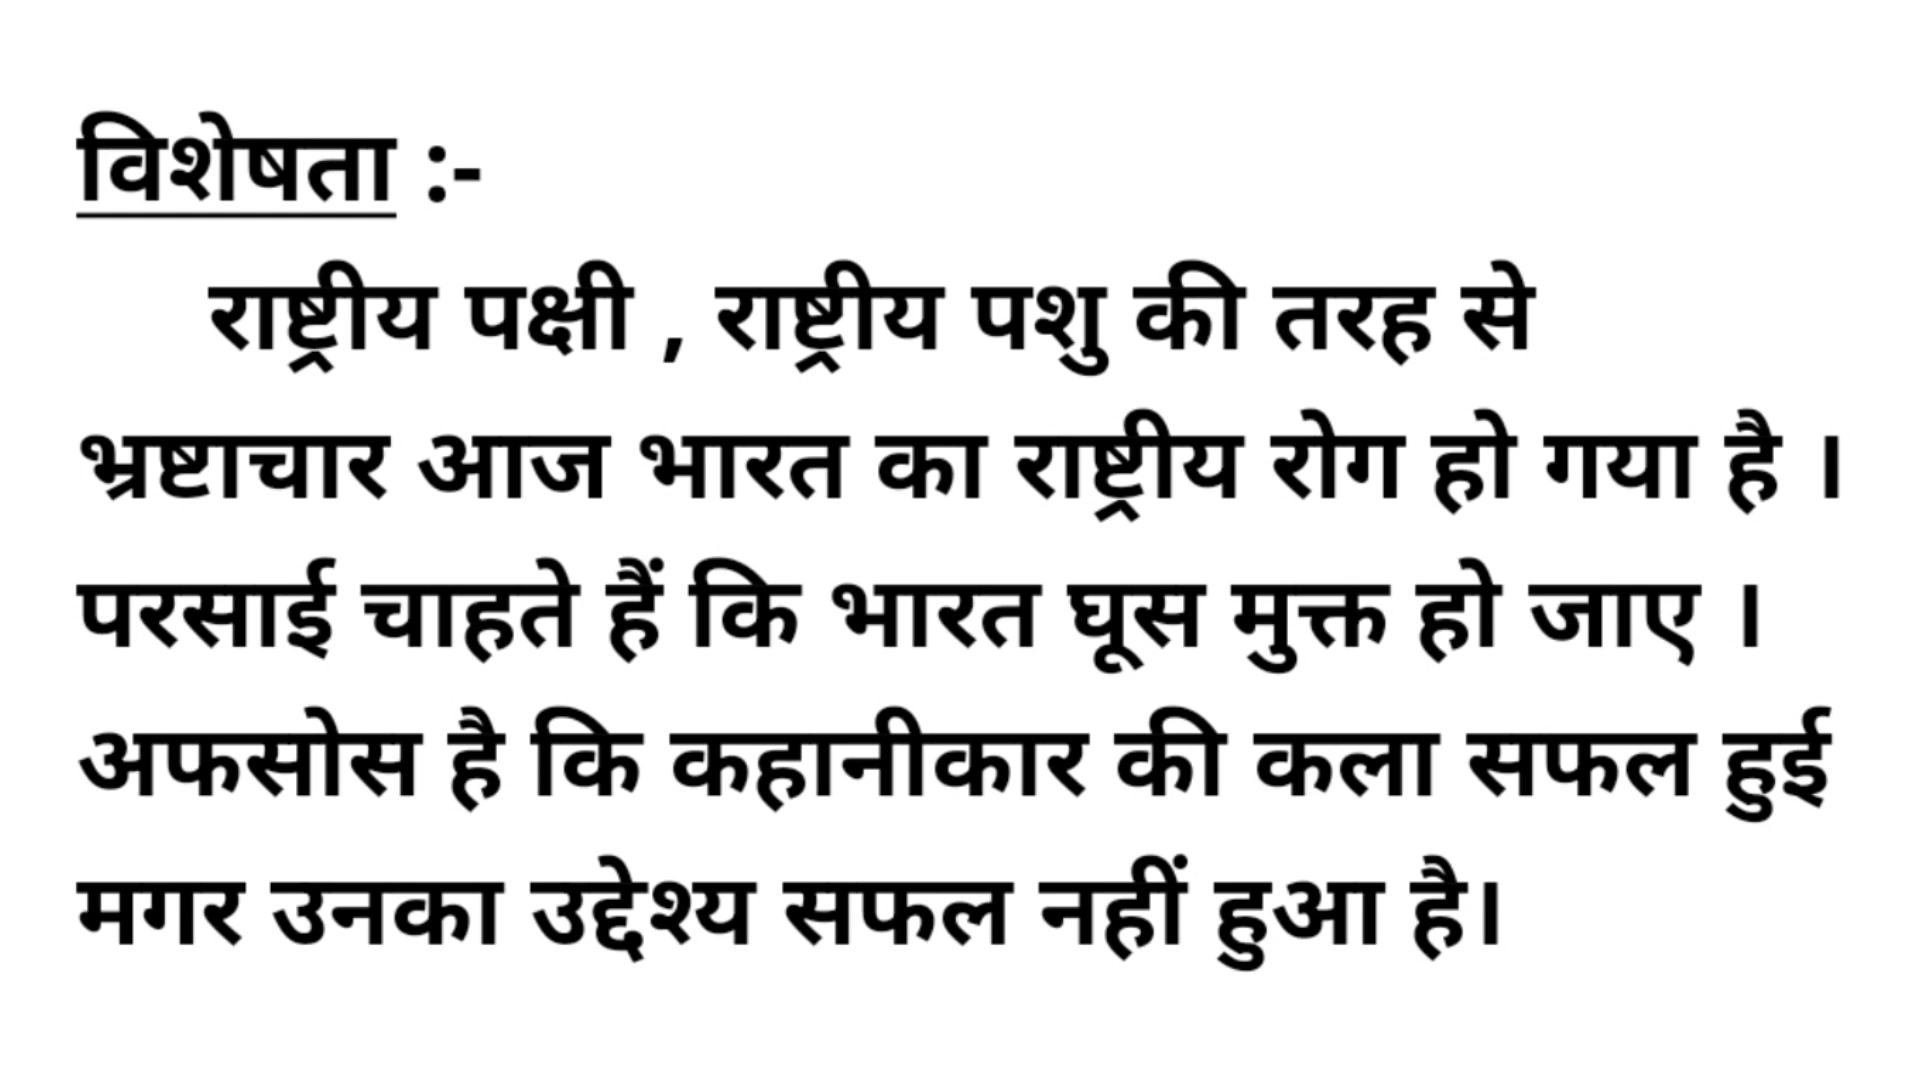 विशेषता :-
राष्ट्रीय पक्षी , राष्ट्रीय पशु की तरह से
भ्रष्टाचार आज भारत का राष्ट्रीय रोग हो गया है ।
परसाई चाहते हैं कि भारत घूस मुक्त हो जाए ।
अफसोस है कि कहानीकार की कला सफल हुई
मगर उनका उद्देश्य सफल नहीं हुआ है।